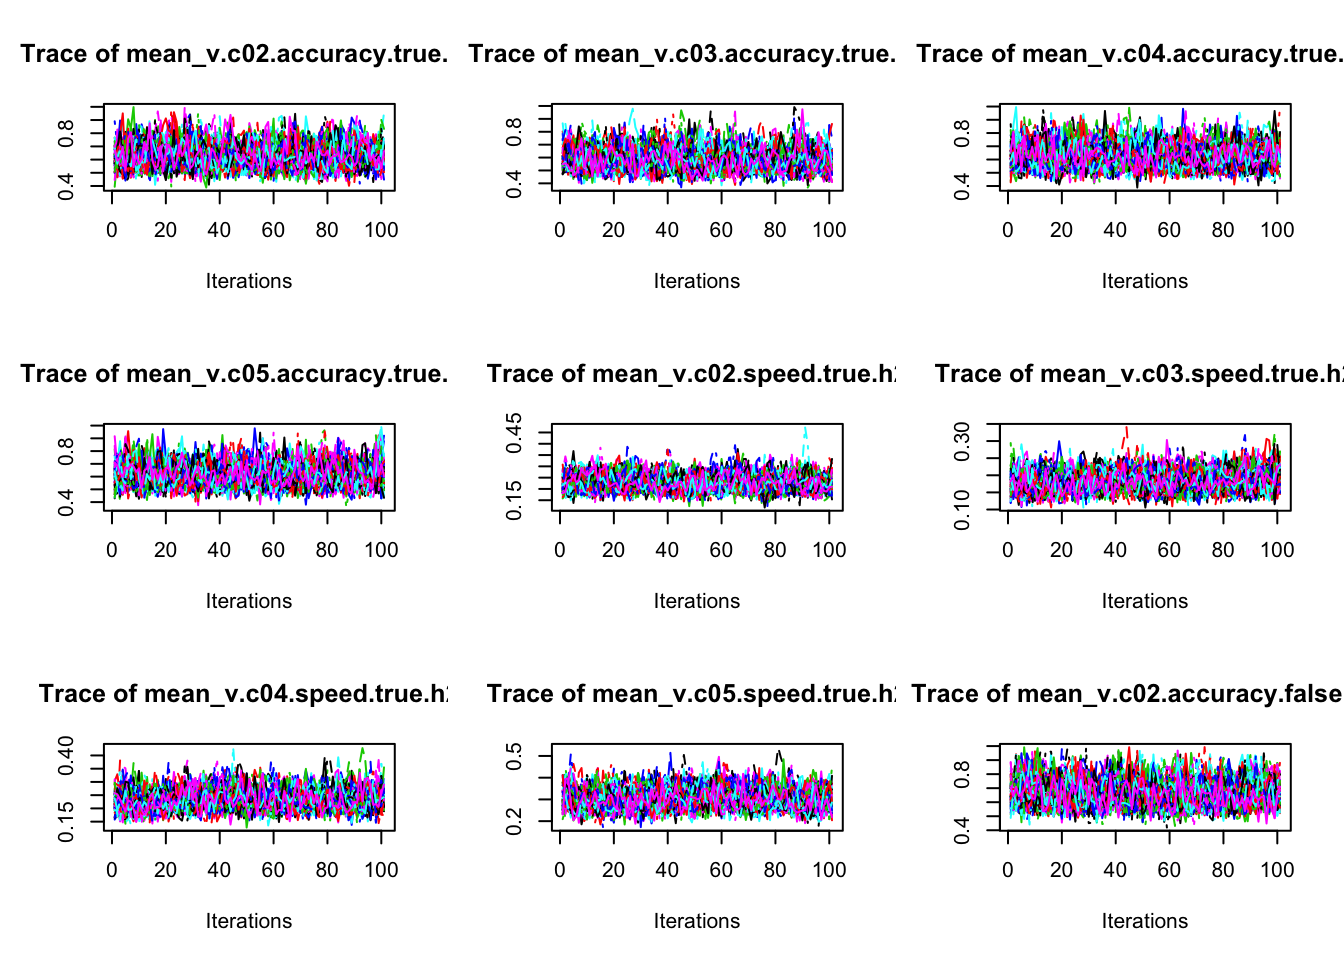 Trace of mean_v.c02.accuracy.true.
0.8
0.4
0 20 40 60 80 100
Iterations
Trace of mean_v.c03.accuracy.true.
0.8
0.4
0 20 40 60 80 100
Iterations
Trace of mean_v.c04.accuracy.true.
0.8
0.4
0 20 40 60 80 100
Iterations
Trace of mean_v.c05.accuracy.true.
0.8
0.4
0 20 40 60 80 100
Iterations
Trace of mean_v.c02.speed.true.h
0.45
0.15
0 20 40 60 80 100
Iterations
Trace of mean_v.c03.speed.true.h
0.30
0.10
0 20 40 60 80 100
Iterations
Trace of mean_v.c04.speed.true.h
0.40
0.15
0 20 40 60 80 100
Iterations
Trace of mean_v.c05.speed.true.h
0.5
0.2
0 20 40 60 80 100
Iterations
Trace of mean_v.c02.accuracy.false
0.8
0.4
0 20 40 60 80 100
Iterations